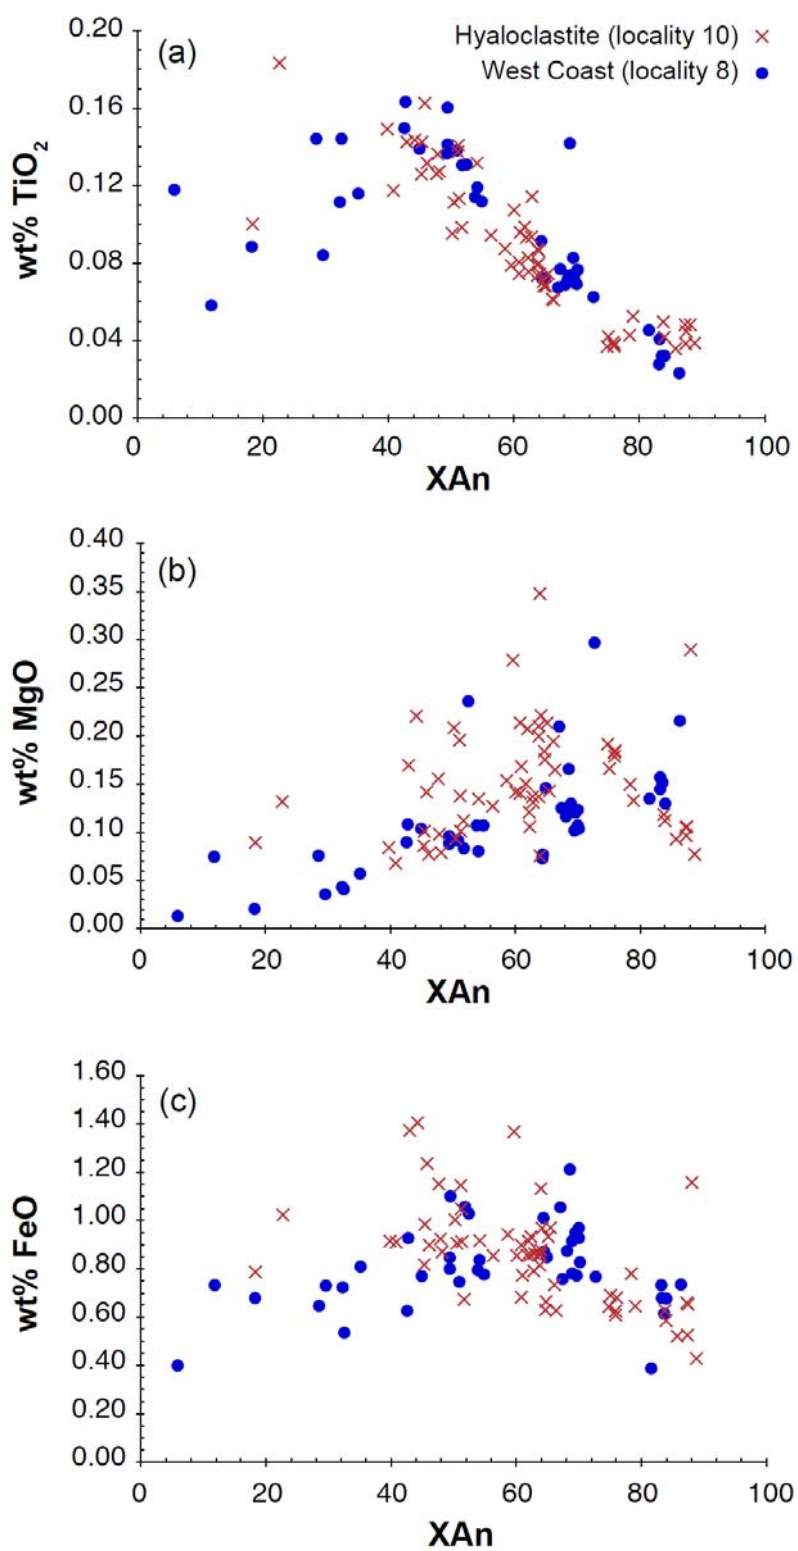 0.20
(a)
Hyaloclastite (locality 10) ×
West Coast (locality 8) ●
0.16
0.12
0.08
0.04
0.00
wt% TiO₂
0 20 40 60 80 100
XAn
0.40
(b)
0.35
0.30
0.25
0.20
0.15
0.10
0.05
0.00
wt% MgO
0 20 40 60 80 100
XAn
1.60
(c)
1.40
1.20
1.00
0.80
0.60
0.40
0.20
0.00
wt% FeO
0 20 40 60 80 100
XAn